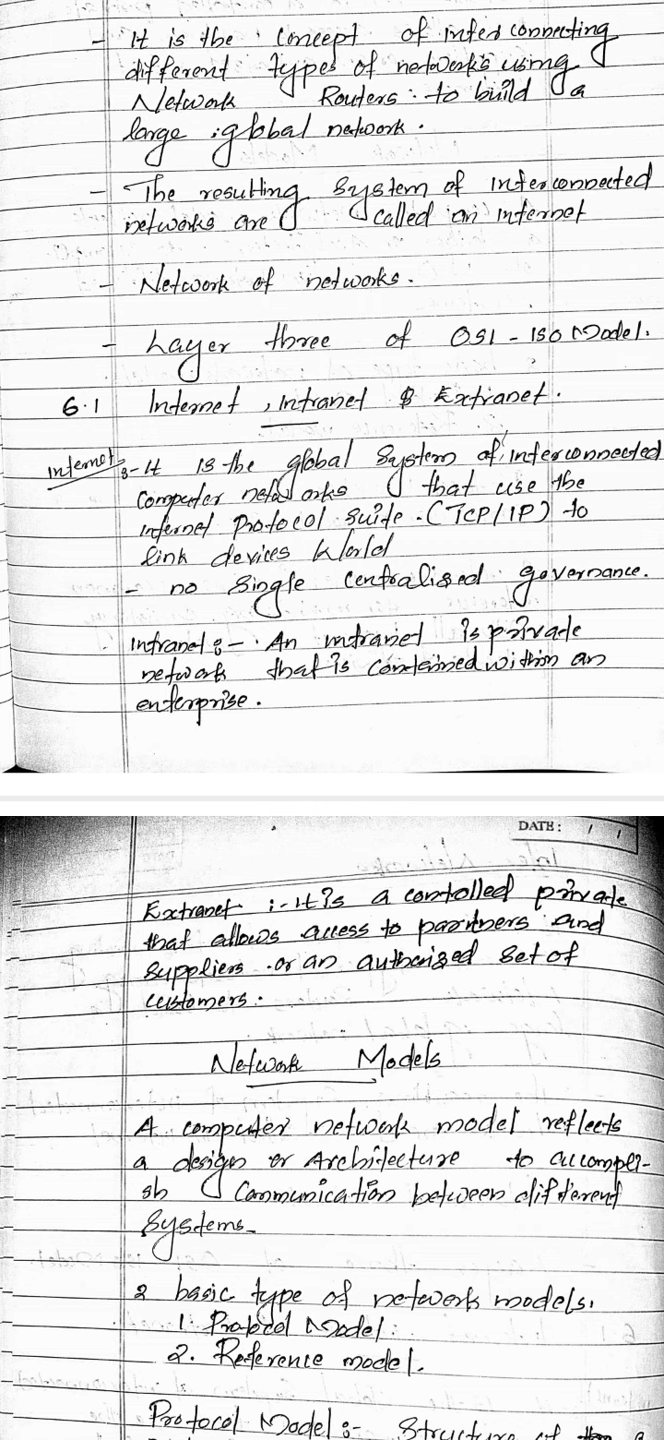 - It is the concept of interconnecting
different types of networks using
Network Routers to build a
large global network.
- The resulting System of interconnected
networks are called an internet
- Network of networks.
- Layer three of OSI - ISO Model.
6.1 Internet, Intranet & Extranet.
Internet :- It is the global System of interconnected
Computer networks that use the
internet Protocol Suite. (TCP/IP) to
link devices World
- no single centralised governance.
Intranet :- An intranet is private
network that is contained within an
enterprise.
DATE: / /
Extranet :- it is a controlled private
that allows access to partners and
suppliers or an authorised set of
customers.
Network Models
A computer network model reflects
a design or Architecture to accompli-
sh Communication between different
Systems.
2 basic type of network models.
1. Protocol Model.
2. Reference model.
Protocol Model :- Structure of a